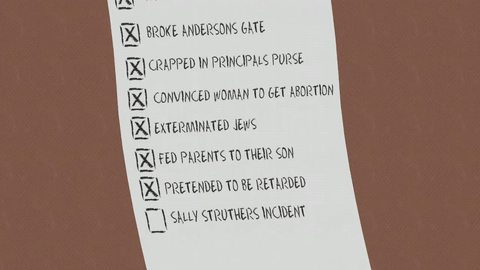 BROKE ANDERSONS GATE
CRAPPED IN PRINCIPALS PURSE
CONVINCED WOMAN TO GET ABORTION
EXTERMINATED JEWS
FED PARENTS TO THEIR SON
PRETENDED TO BE RETARDED
SALLY STRUTHERS INCIDENT